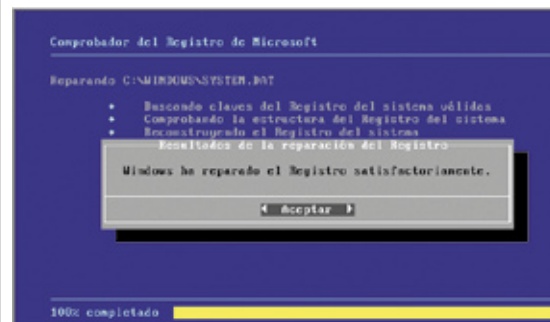 Comprobador del Registro de Microsoft
Reparando C:\WINDOWS\SYSTEM.DAT
• Buscando claves del Registro del sistema válidas
• Comprobando la estructura del Registro del sistema
• Reconstruyendo el Registro del sistema
Resultados de la reparación del Registro
Windows ha reparado el Registro satisfactoriamente.
Aceptar
100% completado